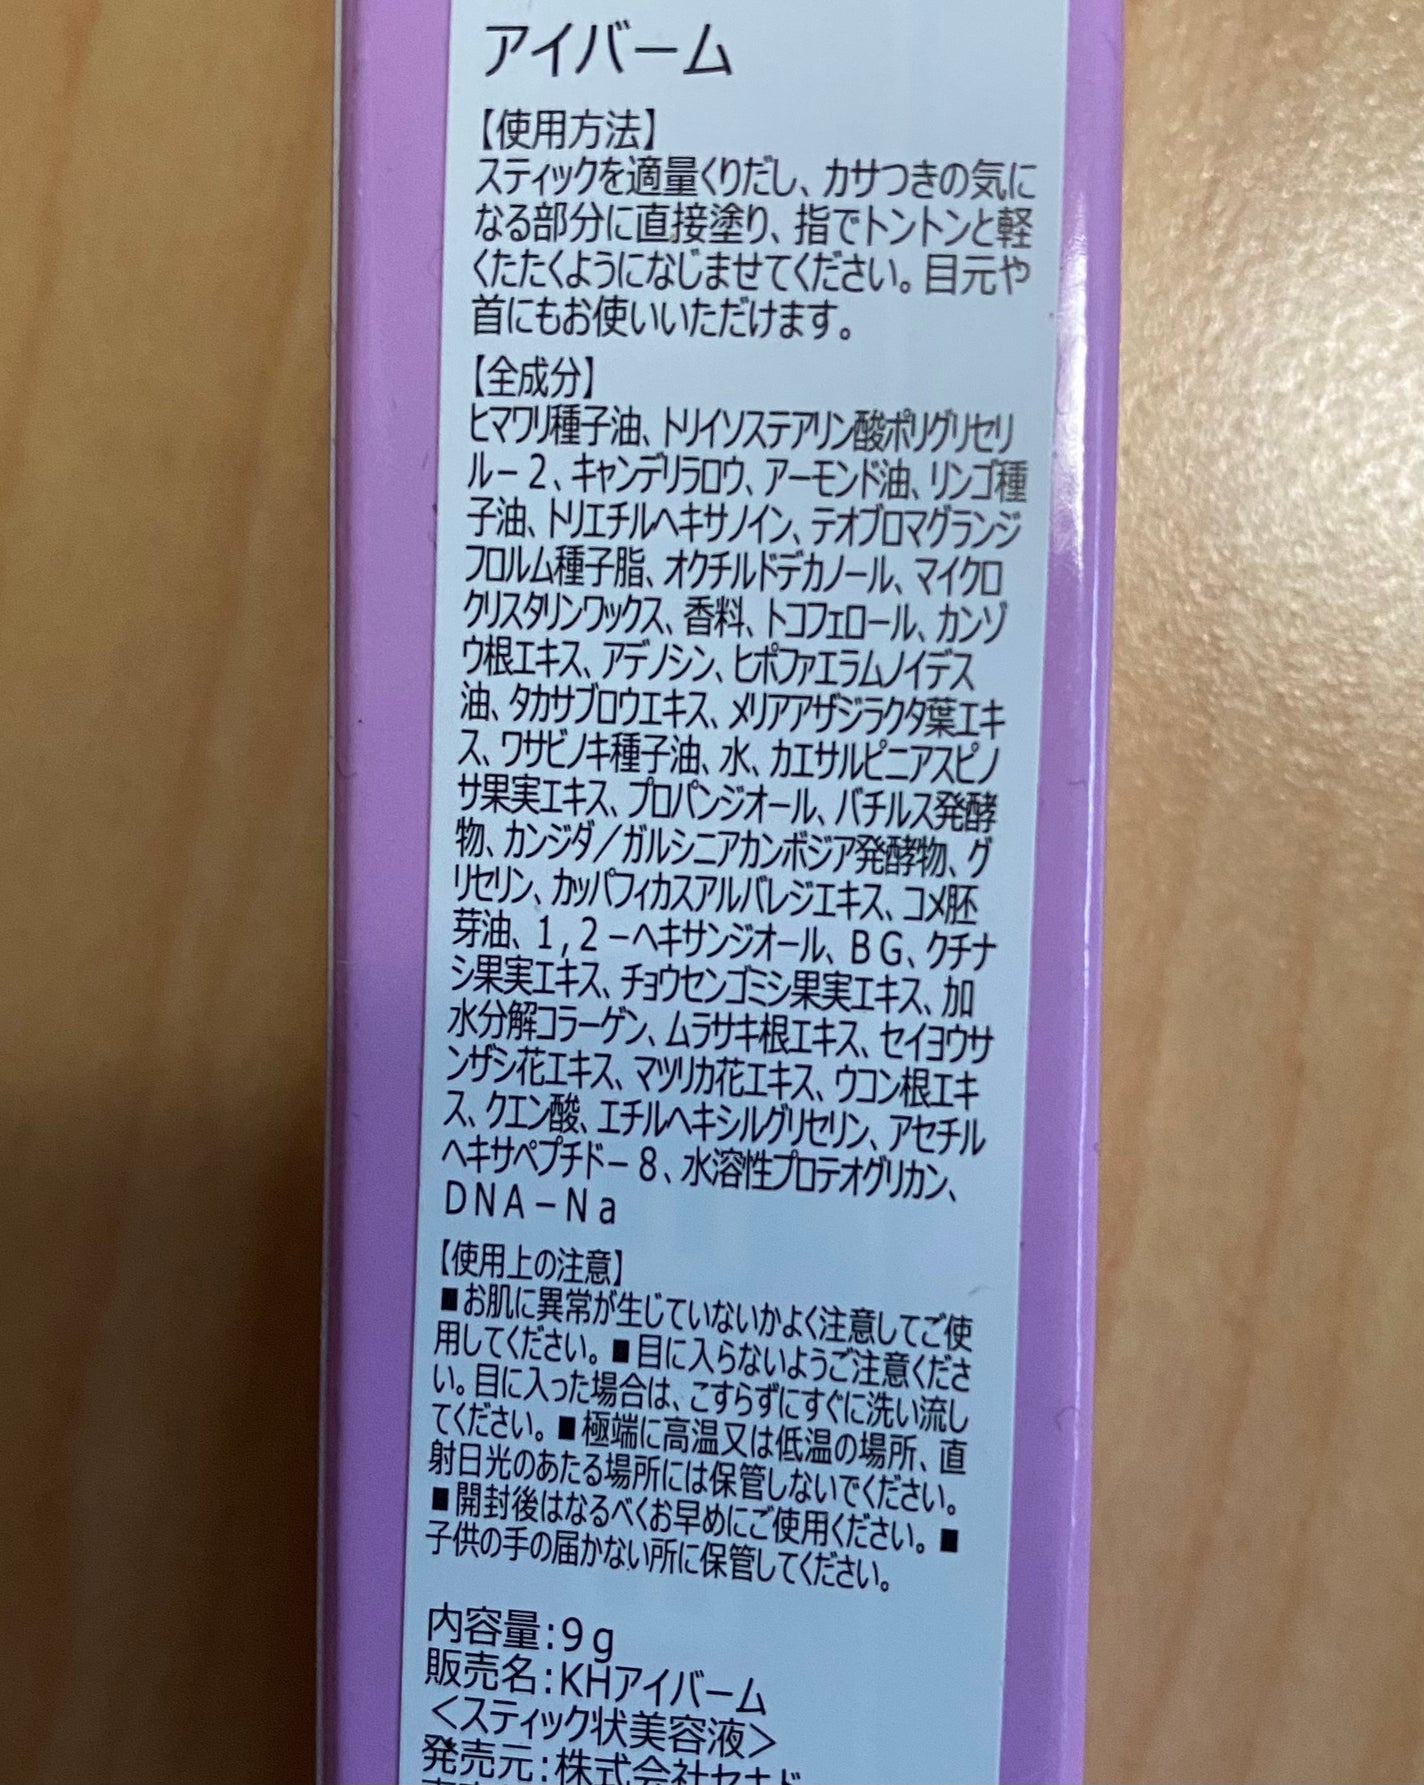 アイバーム
【使用方法】
スティックを適量くりだし、カサつきの気に
なる部分に直接塗り、指でトントンと軽
くたたくようになじませてください。目元や
首にもお使いいただけます。
【全成分】
ヒマワリ種子油、トリイソステアリン酸ポリグリセリ
ル－2、キャンデリラロウ、アーモンド油、リンゴ種
子油、トリエチルヘキサノイン、テオブロマグランジ
フロルム種子脂、オクチルドデカノール、マイクロ
クリスタリンワックス、香料、トコフェロール、カンゾ
ウ根エキス、アデノシン、ヒポファエラムノイデス
油、タカサブロウエキス、メリアアザジラクタ葉エキ
ス、ワサビノキ種子油、水、カエサルピニアスピノ
サ果実エキス、プロパンジオール、バチルス発酵
物、カンジダ／ガルシニアカンボジア発酵物、グ
リセリン、カッパフィカスアルバレジエキス、コメ胚
芽油、1,2－ヘキサンジオール、BG、クチナ
シ果実エキス、チョウセンゴミシ果実エキス、加
水分解コラーゲン、ムラサキ根エキス、セイヨウサ
ンザシ花エキス、マツリカ花エキス、ウコン根エキ
ス、クエン酸、エチルヘキシルグリセリン、アセチル
ヘキサペプチド－8、水溶性プロテオグリカン、
DNA－Na
【使用上の注意】
■お肌に異常が生じていないかよく注意してご使
用してください。■目に入らないようご注意くださ
い。目に入った場合は、こすらずにすぐに洗い流し
てください。■極端に高温又は低温の場所、直
射日光のあたる場所には保管しないでください。
■開封後はなるべくお早めにご使用ください。■
子供の手の届かない所に保管してください。
内容量:9g
販売名:KHアイバーム
＜スティック状美容液＞
発売元:株式会社セキド